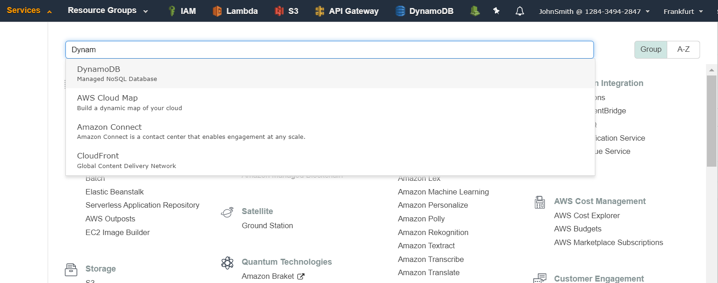 Services Resource Groups IAM Lambda S3 API Gateway DynamoDB JohnSmith @ 1284-3494-2847 Frankfurt
Dynam
Group A-Z
DynamoDB
Managed NoSQL Database
AWS Cloud Map
Build a dynamic map of your cloud
Amazon Connect
Amazon Connect is a contact center that enables engagement at any scale.
CloudFront
Global Content Delivery Network
Batch
Elastic Beanstalk
Serverless Application Repository
AWS Outposts
EC2 Image Builder
Storage
S3
Satellite
Ground Station
Quantum Technologies
Amazon Braket
Amazon Lex
Amazon Machine Learning
Amazon Personalize
Amazon Polly
Amazon Rekognition
Amazon Textract
Amazon Transcribe
Amazon Translate
Integration
ntBridge
ication Service
ue Service
AWS Cost Management
AWS Cost Explorer
AWS Budgets
AWS Marketplace Subscriptions
Customer Engagement